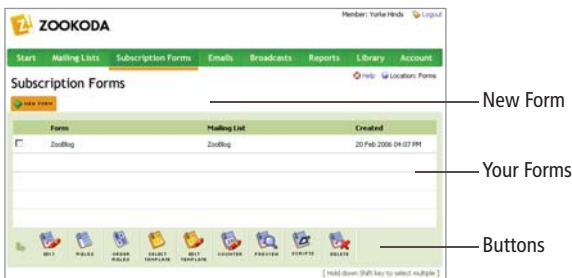 Member: Yorke Hinds Logout
ZOOKODA
Start Mailing Lists Subscription Forms Emails Broadcasts Reports Library Account
Help Location: Forms
Subscription Forms
NEW FORM
New Form
Form Mailing List Created
ZooBlog ZooBlog 20 Feb 2006 04:07 PM
Your Forms
EDIT FIELDS ORDER FIELDS SELECT TEMPLATE EDIT TEMPLATE COUNTER PREVIEW SCRIPTS DELETE
Buttons
[ Hold down Shift key to select multiple ]